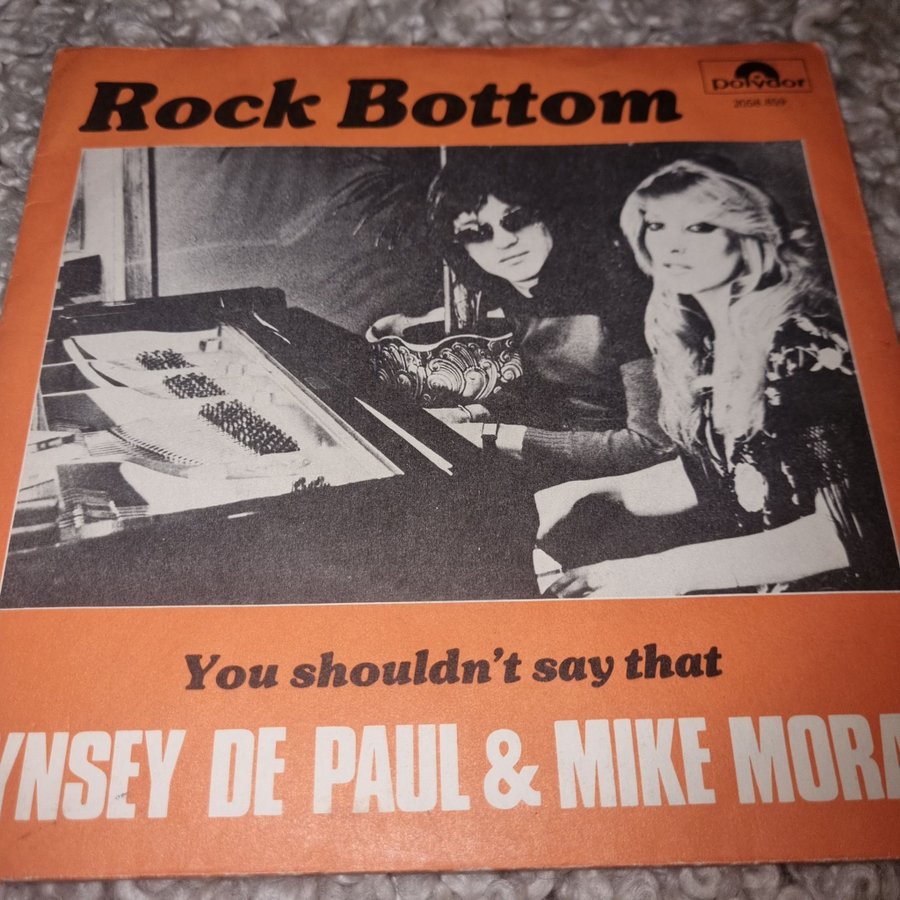 Rock Bottom
polydor
2058 859
You shouldn't say that
YNSEY DE PAUL & MIKE MORA